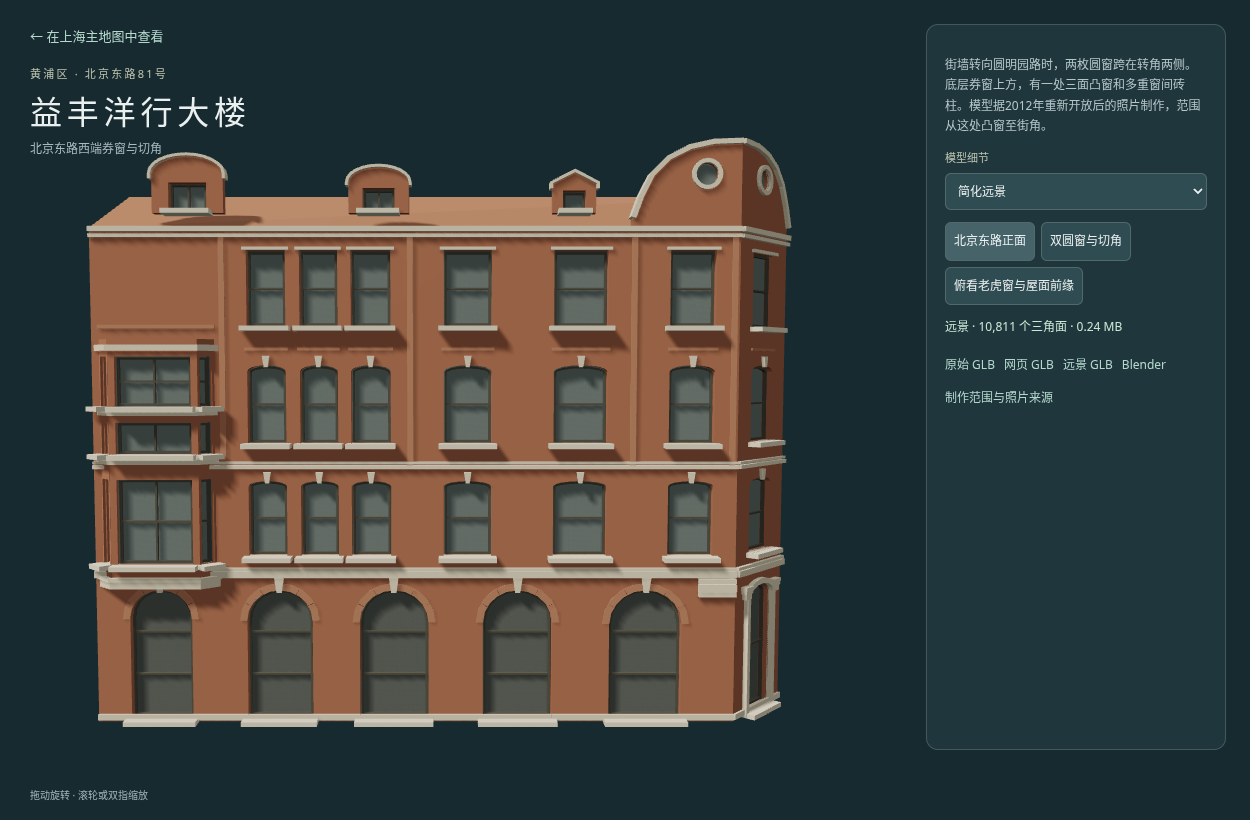 ← 在上海主地图中查看
黄浦区 · 北京东路81号
益丰洋行大楼
北京东路西端券窗与切角
街墙转向圆明园路时，两枚圆窗跨在转角两侧。
底层券窗上方，有一处三面凸窗和多重窗间砖
柱。模型据2012年重新开放后的照片制作，范围
从这处凸窗至街角。
模型细节
简化远景
北京东路正面 双圆窗与切角
俯看老虎窗与屋面前缘
远景 · 10,811 个三角面 · 0.24 MB
原始 GLB 网页 GLB 远景 GLB Blender
制作范围与照片来源
拖动旋转 · 滚轮或双指缩放